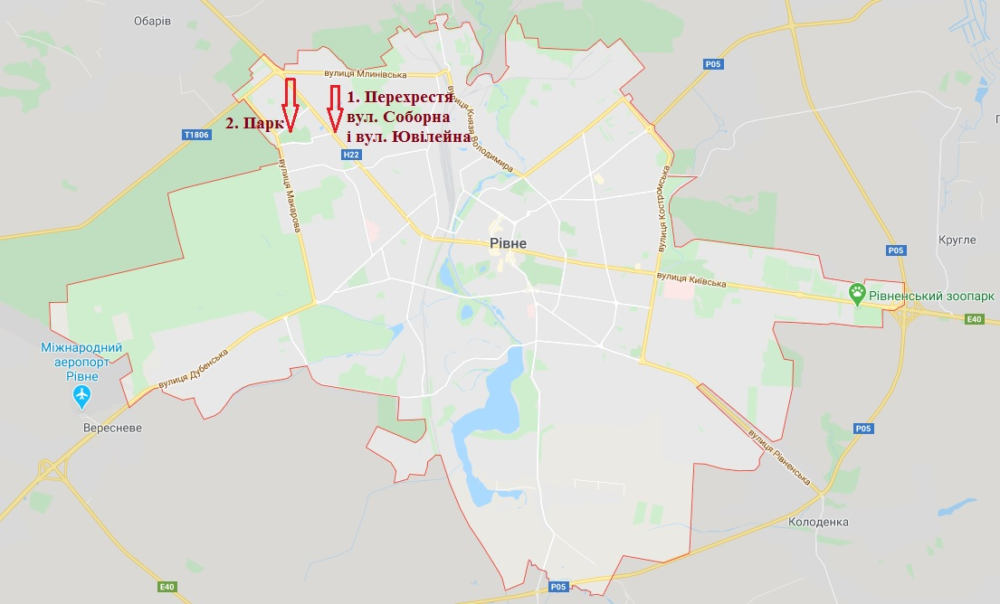 Обарів
P05
вулиця Млинівська
1. Перехрестя
вул. Соборна
і вул. Ювілейна
2. Парк
T1806
H22
вулиця Князя Володимира
вулиця Макарова
вулиця Костромська
Рівне
Кругле
P05
вулиця Київська
Рівненський зоопарк
E40
Міжнародний
аеропорт
Рівне
вулиця Дубенська
Вересневе
P05
вулиця Рівненська
Колоденка
E40
P05